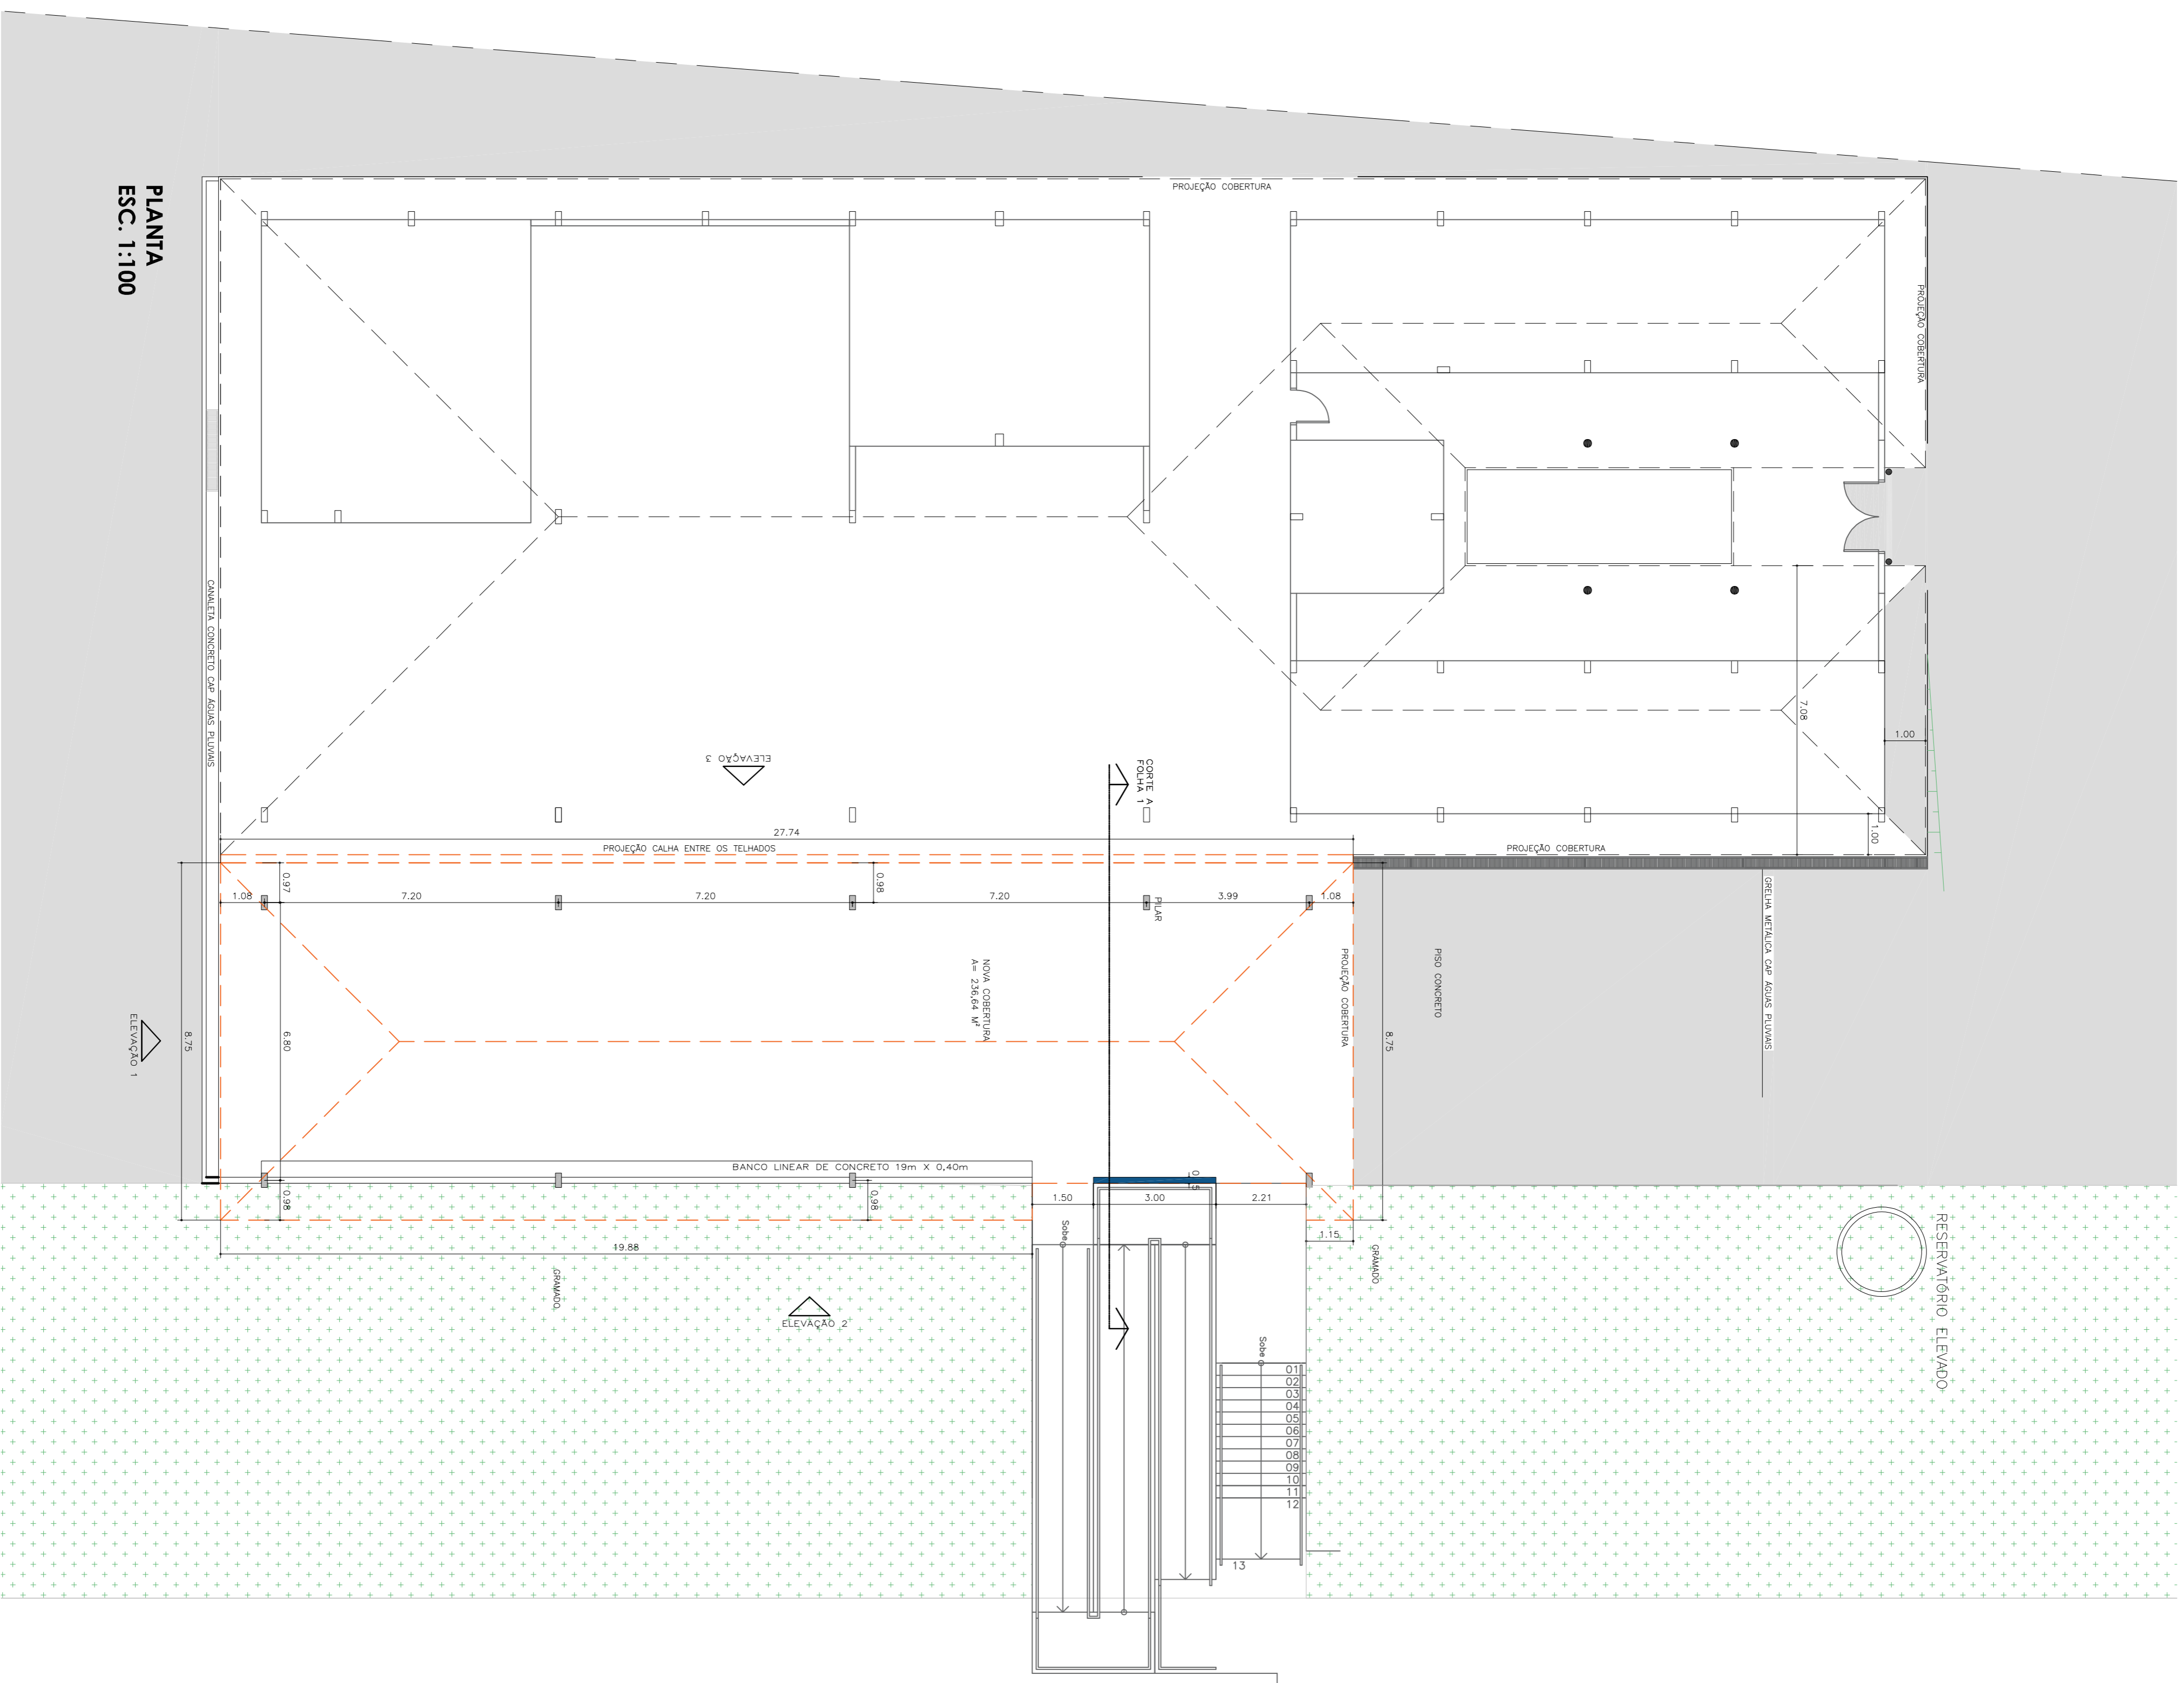 PLANTA
ESC. 1:100
PROJEÇÃO COBERTURA
PROJEÇÃO COBERTURA
CANALETA CONCRETO CAP ÁGUAS PLUVIAIS
7.08
1.00
1.00
ELEVAÇÃO 3
CORTE A
FOLHA 1
27.74
PROJEÇÃO CALHA ENTRE OS TELHADOS
PROJEÇÃO COBERTURA
0.97
0.98
1.08
7.20
7.20
7.20
3.99
1.08
PILAR
GRELHA METÁLICA CAP ÁGUAS PLUVIAIS
PISO CONCRETO
PROJEÇÃO COBERTURA
NOVA COBERTURA
A= 236,64 M²
ELEVAÇÃO 1
8.75
6.80
8.75
BANCO LINEAR DE CONCRETO 19m X 0,40m
0.98
0.98
0.15
1.50
3.00
2.21
1.15
19.88
Sobe
GRAMADO
GRAMADO
RESERVATÓRIO ELEVADO
ELEVAÇÃO 2
Sobe
01
02
03
04
05
06
07
08
09
10
11
12
13